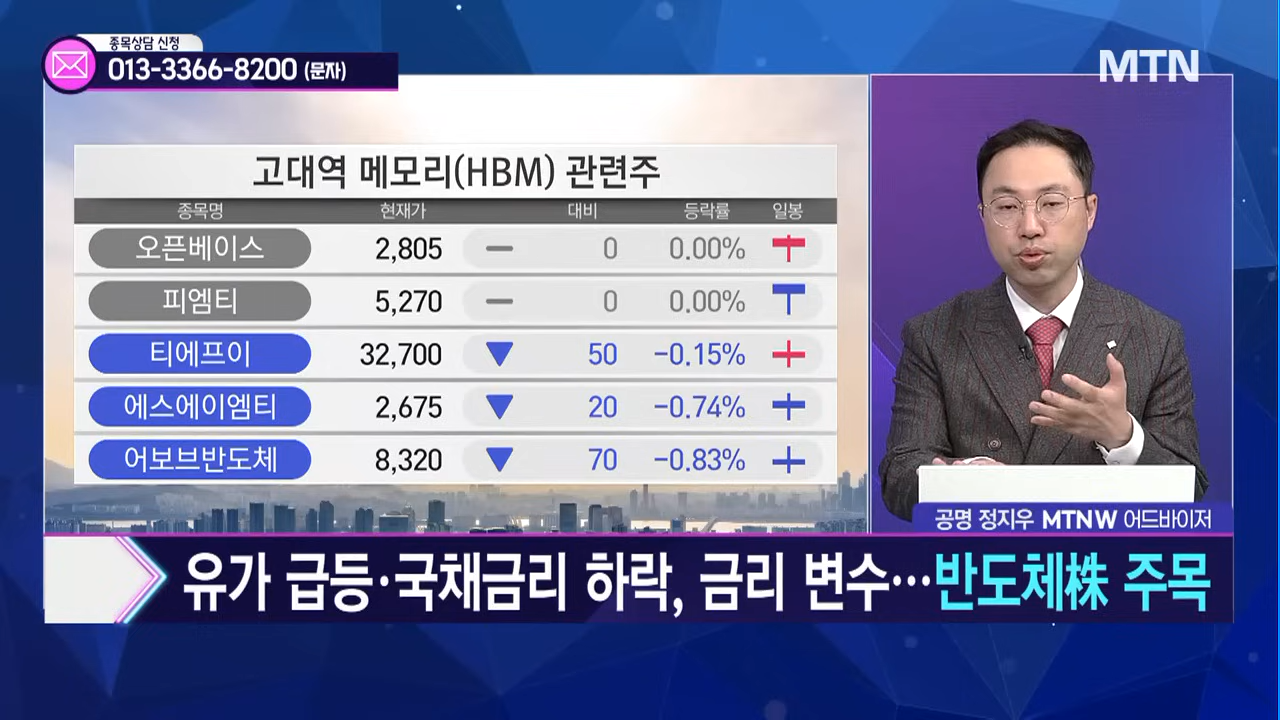 종목상담 신청
013-3366-8200 (문자)
MTN
고대역 메모리(HBM) 관련주
종목명 현재가 대비 등락률 일봉
오픈베이스 2,805 0 0.00%
피엠티 5,270 0 0.00%
티에프이 32,700 ▼ 50 -0.15%
에스에이엠티 2,675 ▼ 20 -0.74%
어보브반도체 8,320 ▼ 70 -0.83%
공명 정지우 MTNW 어드바이저
유가 급등·국채금리 하락, 금리 변수…반도체株 주목